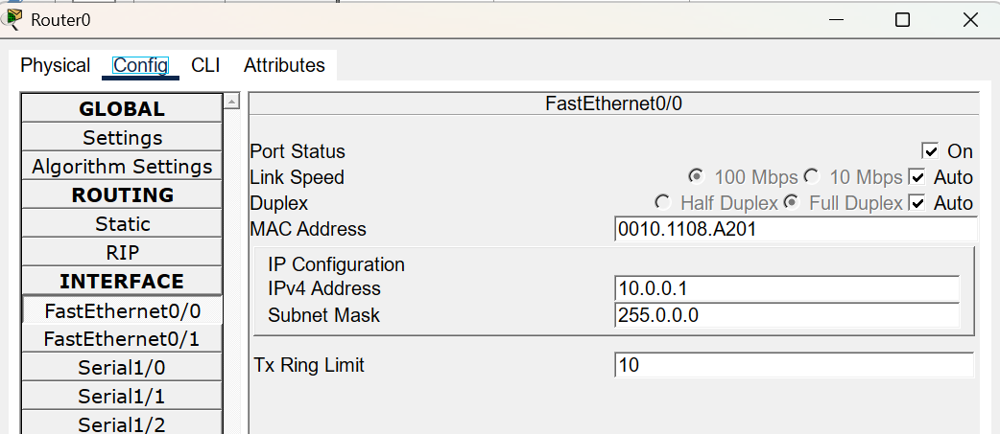 Router0
Physical Config CLI Attributes
GLOBAL
Settings
Algorithm Settings
ROUTING
Static
RIP
INTERFACE
FastEthernet0/0
FastEthernet0/1
Serial1/0
Serial1/1
Serial1/2
FastEthernet0/0
Port Status On
Link Speed 100 Mbps 10 Mbps Auto
Duplex Half Duplex Full Duplex Auto
MAC Address 0010.1108.A201
IP Configuration
IPv4 Address 10.0.0.1
Subnet Mask 255.0.0.0
Tx Ring Limit 10